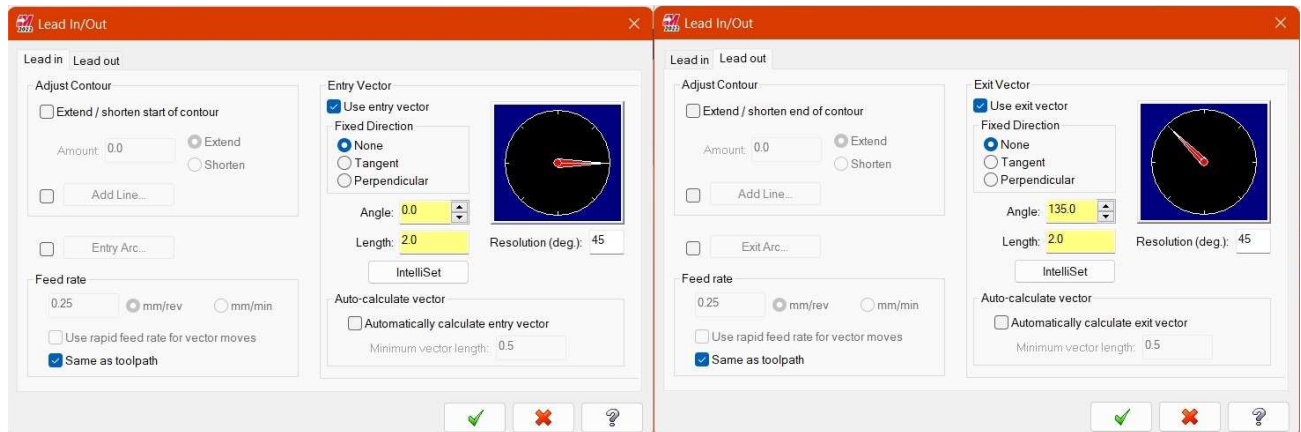 2022 Lead In/Out
Lead in Lead out
Adjust Contour
Extend / shorten start of contour
Amount: 0.0
Extend
Shorten
Add Line...
Entry Arc...
Feed rate
0.25 mm/rev mm/min
Use rapid feed rate for vector moves
Same as toolpath
Entry Vector
Use entry vector
Fixed Direction
None
Tangent
Perpendicular
Angle: 0.0
Length: 2.0 Resolution (deg.): 45
IntelliSet
Auto-calculate vector
Automatically calculate entry vector
Minimum vector length: 0.5
?
2022 Lead In/Out
Lead in Lead out
Adjust Contour
Extend / shorten end of contour
Amount: 0.0
Extend
Shorten
Add Line...
Exit Arc...
Feed rate
0.25 mm/rev mm/min
Use rapid feed rate for vector moves
Same as toolpath
Exit Vector
Use exit vector
Fixed Direction
None
Tangent
Perpendicular
Angle: 135.0
Length: 2.0 Resolution (deg.): 45
IntelliSet
Auto-calculate vector
Automatically calculate exit vector
Minimum vector length: 0.5
?